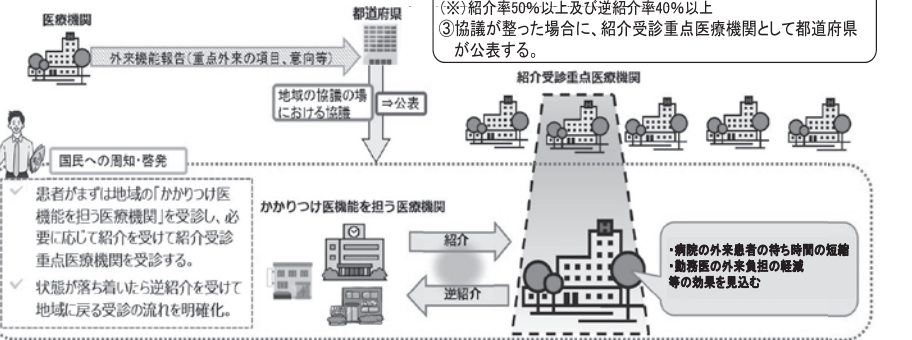 医療機関
都道府県
(※)紹介率50%以上及び逆紹介率40%以上
③協議が整った場合に、紹介受診重点医療機関として都道府県
が公表する。
外来機能報告(重点外来の項目、意向等)
地域の協議の場
における協議
⇒公表
紹介受診重点医療機関
国民への周知・啓発
患者がまずは地域の「かかりつけ医
機能を担う医療機関」を受診し、必
要に応じて紹介を受けて紹介受診
重点医療機関を受診する。
状態が落ち着いたら逆紹介を受けて
地域に戻る受診の流れを明確化。
かかりつけ医機能を担う医療機関
紹介
逆紹介
・病院の外来患者の待ち時間の短縮
・勤務医の外来負担の軽減
等の効果を見込む